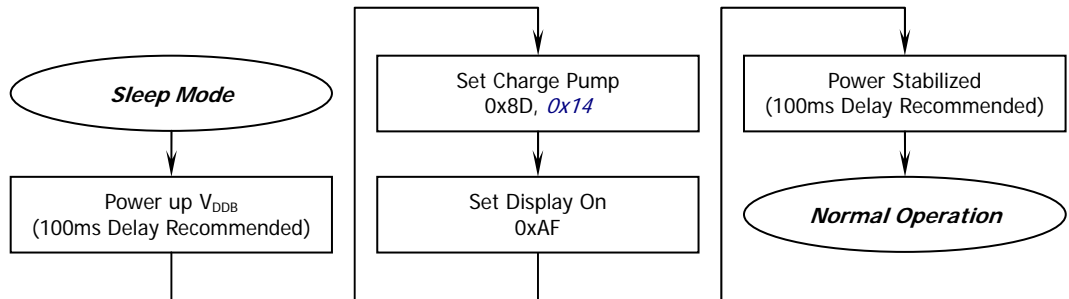 Sleep Mode
Power up VDDB
(100ms Delay Recommended)
Set Charge Pump
0x8D, 0x14
Set Display On
0xAF
Power Stabilized
(100ms Delay Recommended)
Normal Operation